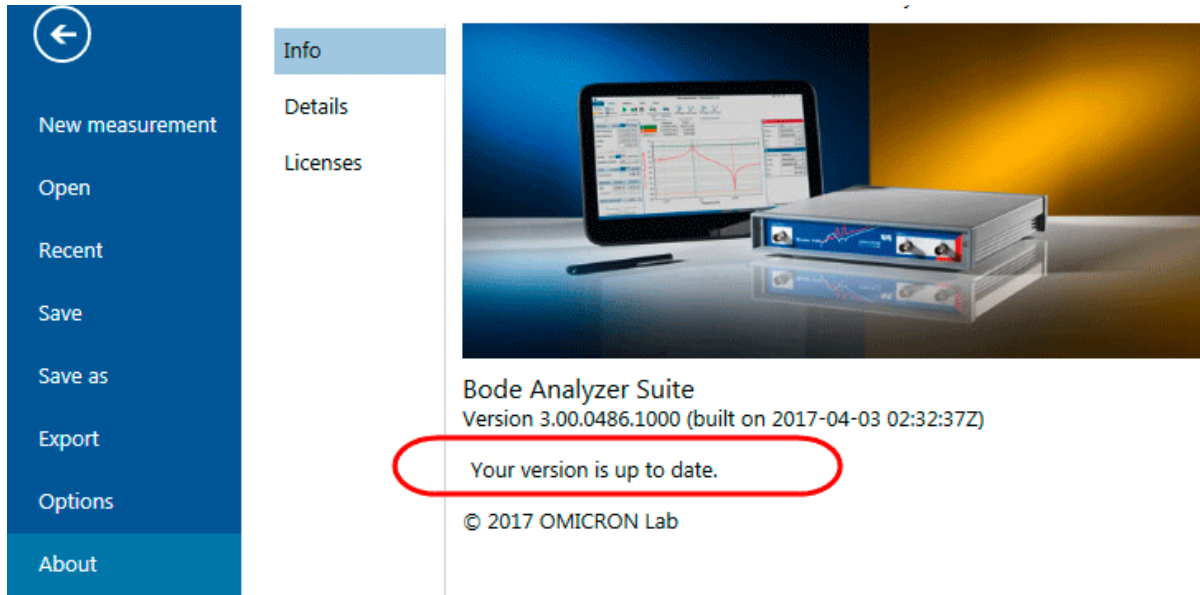 Info
Details
Licenses
New measurement
Open
Recent
Save
Save as
Export
Options
About
Bode Analyzer Suite
Version 3.00.0486.1000 (built on 2017-04-03 02:32:37Z)
Your version is up to date.
© 2017 OMICRON Lab